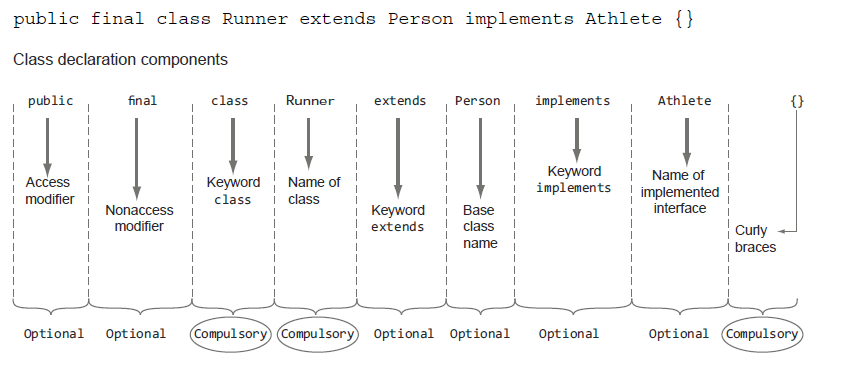 public final class Runner extends Person implements Athlete {}
Class declaration components
public final class Runner extends Person implements Athlete {}
Access
modifier
Nonaccess
modifier
Keyword
class
Name of
class
Keyword
extends
Base
class
name
Keyword
implements
Name of
implemented
interface
Curly
braces
Optional Optional Compulsory Compulsory Optional Optional Optional Optional Compulsory